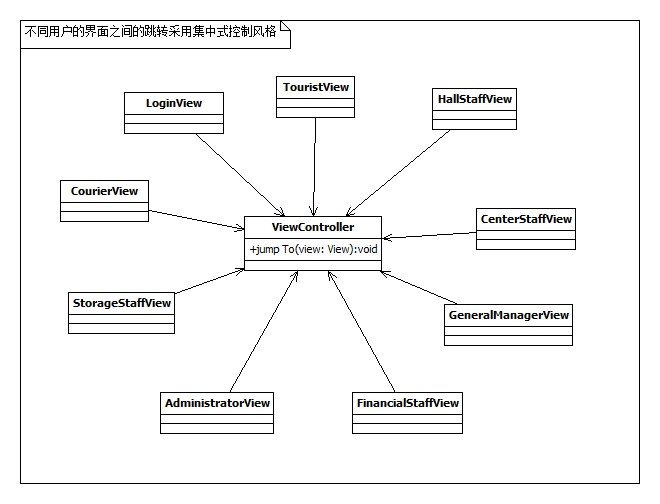 不同用户的界面之间的跳转采用集中式控制风格
TouristView
LoginView
HallStaffView
CourierView
ViewController
+jump To(view: View):void
CenterStaffView
StorageStaffView
GeneralManagerView
AdministratorView
FinancialStaffView